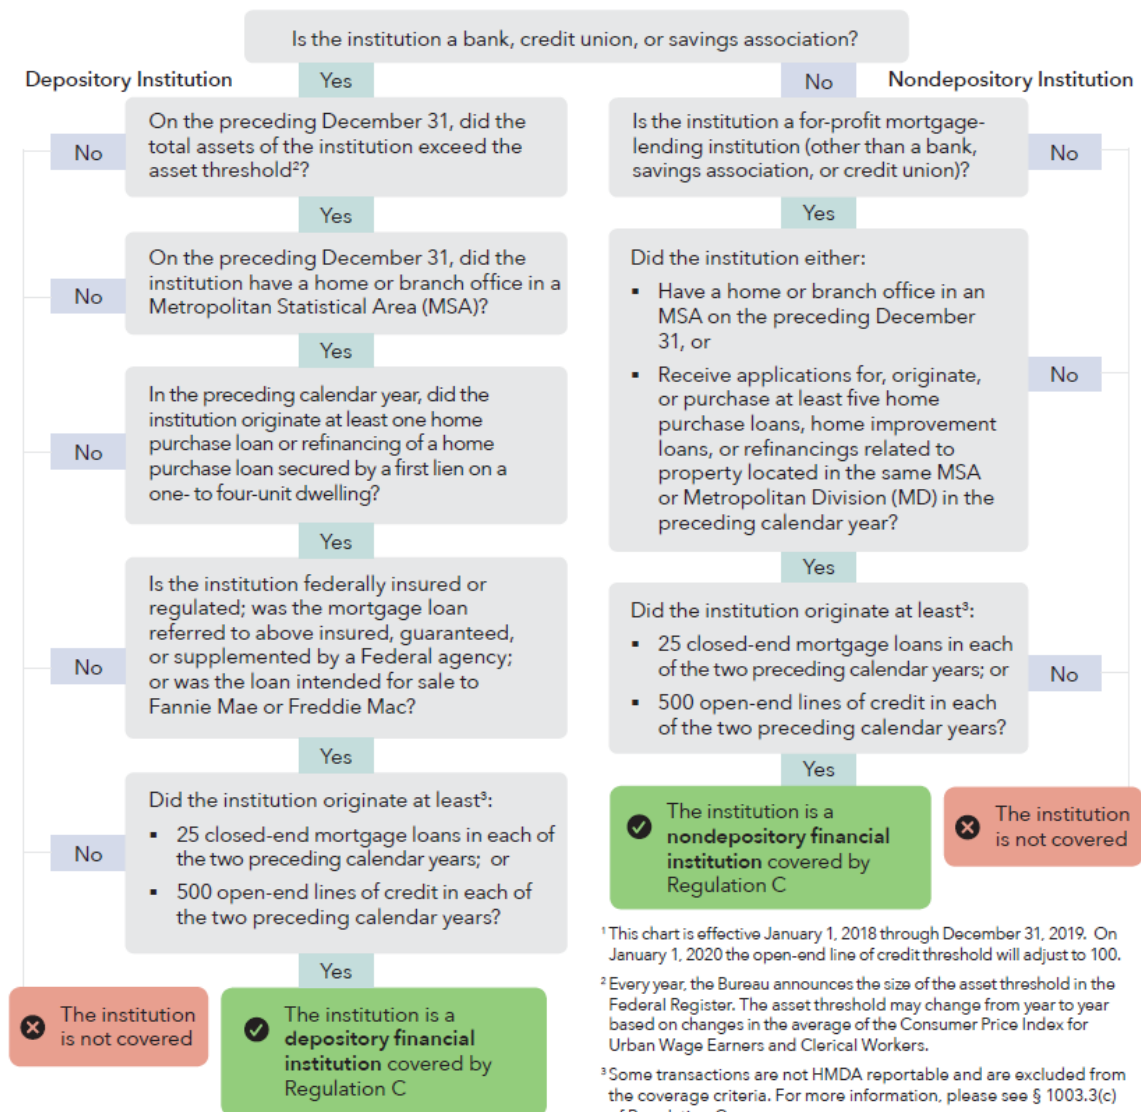 Is the institution a bank, credit union, or savings association?
Depository Institution
Yes
No
Nondepository Institution
On the preceding December 31, did the
total assets of the institution exceed the
asset threshold²?
No
Yes
On the preceding December 31, did the
institution have a home or branch office in a
Metropolitan Statistical Area (MSA)?
No
Yes
In the preceding calendar year, did the
institution originate at least one home
purchase loan or refinancing of a home
purchase loan secured by a first lien on a
one- to four-unit dwelling?
No
Yes
Is the institution federally insured or
regulated; was the mortgage loan
referred to above insured, guaranteed,
or supplemented by a Federal agency;
or was the loan intended for sale to
Fannie Mae or Freddie Mac?
No
Yes
Did the institution originate at least³:
▪ 25 closed-end mortgage loans in each of
the two preceding calendar years; or
▪ 500 open-end lines of credit in each of
the two preceding calendar years?
No
Yes
The institution
is not covered
The institution is a
depository financial
institution covered by
Regulation C
Is the institution a for-profit mortgage-
lending institution (other than a bank,
savings association, or credit union)?
No
Yes
Did the institution either:
▪ Have a home or branch office in an
MSA on the preceding December
31, or
▪ Receive applications for, originate,
or purchase at least five home
purchase loans, home improvement
loans, or refinancings related to
property located in the same MSA
or Metropolitan Division (MD) in the
preceding calendar year?
No
Yes
Did the institution originate at least³:
▪ 25 closed-end mortgage loans in each
of the two preceding calendar years; or
▪ 500 open-end lines of credit in each
of the two preceding calendar years?
No
Yes
The institution is a
nondepository financial
institution covered by
Regulation C
The institution
is not covered
¹ This chart is effective January 1, 2018 through December 31, 2019. On
January 1, 2020 the open-end line of credit threshold will adjust to 100.
² Every year, the Bureau announces the size of the asset threshold in the
Federal Register. The asset threshold may change from year to year
based on changes in the average of the Consumer Price Index for
Urban Wage Earners and Clerical Workers.
³ Some transactions are not HMDA reportable and are excluded from
the coverage criteria. For more information, please see § 1003.3(c)